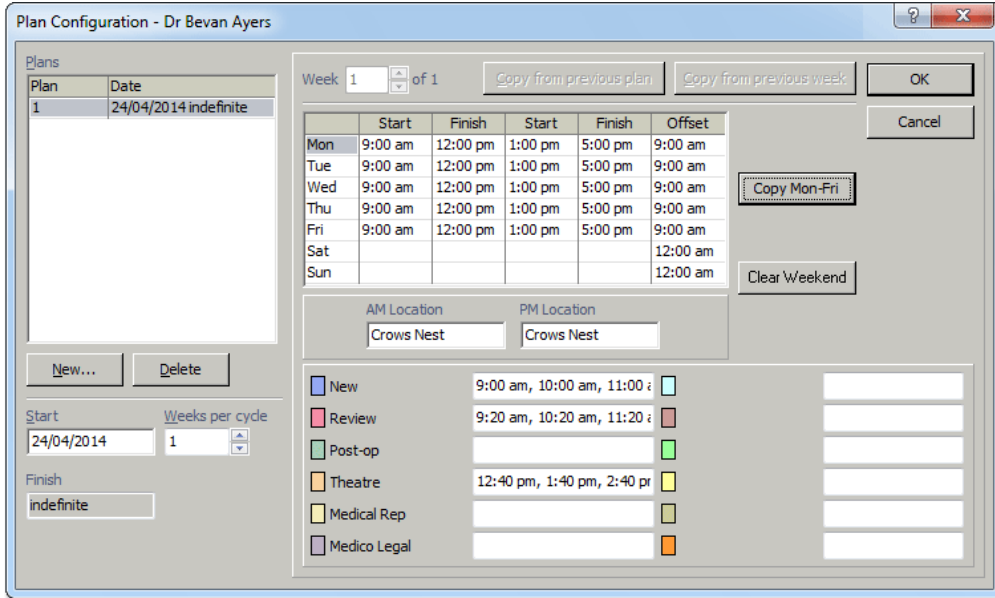 Plan Configuration - Dr Bevan Ayers
?
X
Plans
Plan Date
1 24/04/2014 indefinite
New...
Delete
Start
Weeks per cycle
24/04/2014
1
Finish
indefinite
Week 1 of 1
Copy from previous plan
Copy from previous week
OK
Cancel
Start Finish Start Finish Offset
Mon 9:00 am 12:00 pm 1:00 pm 5:00 pm 9:00 am
Tue 9:00 am 12:00 pm 1:00 pm 5:00 pm 9:00 am
Wed 9:00 am 12:00 pm 1:00 pm 5:00 pm 9:00 am
Thu 9:00 am 12:00 pm 1:00 pm 5:00 pm 9:00 am
Fri 9:00 am 12:00 pm 1:00 pm 5:00 pm 9:00 am
Sat 12:00 am
Sun 12:00 am
Copy Mon-Fri
Clear Weekend
AM Location
PM Location
Crows Nest
Crows Nest
New 9:00 am, 10:00 am, 11:00
Review 9:20 am, 10:20 am, 11:20
Post-op
Theatre 12:40 pm, 1:40 pm, 2:40
Medical Rep
Medico Legal